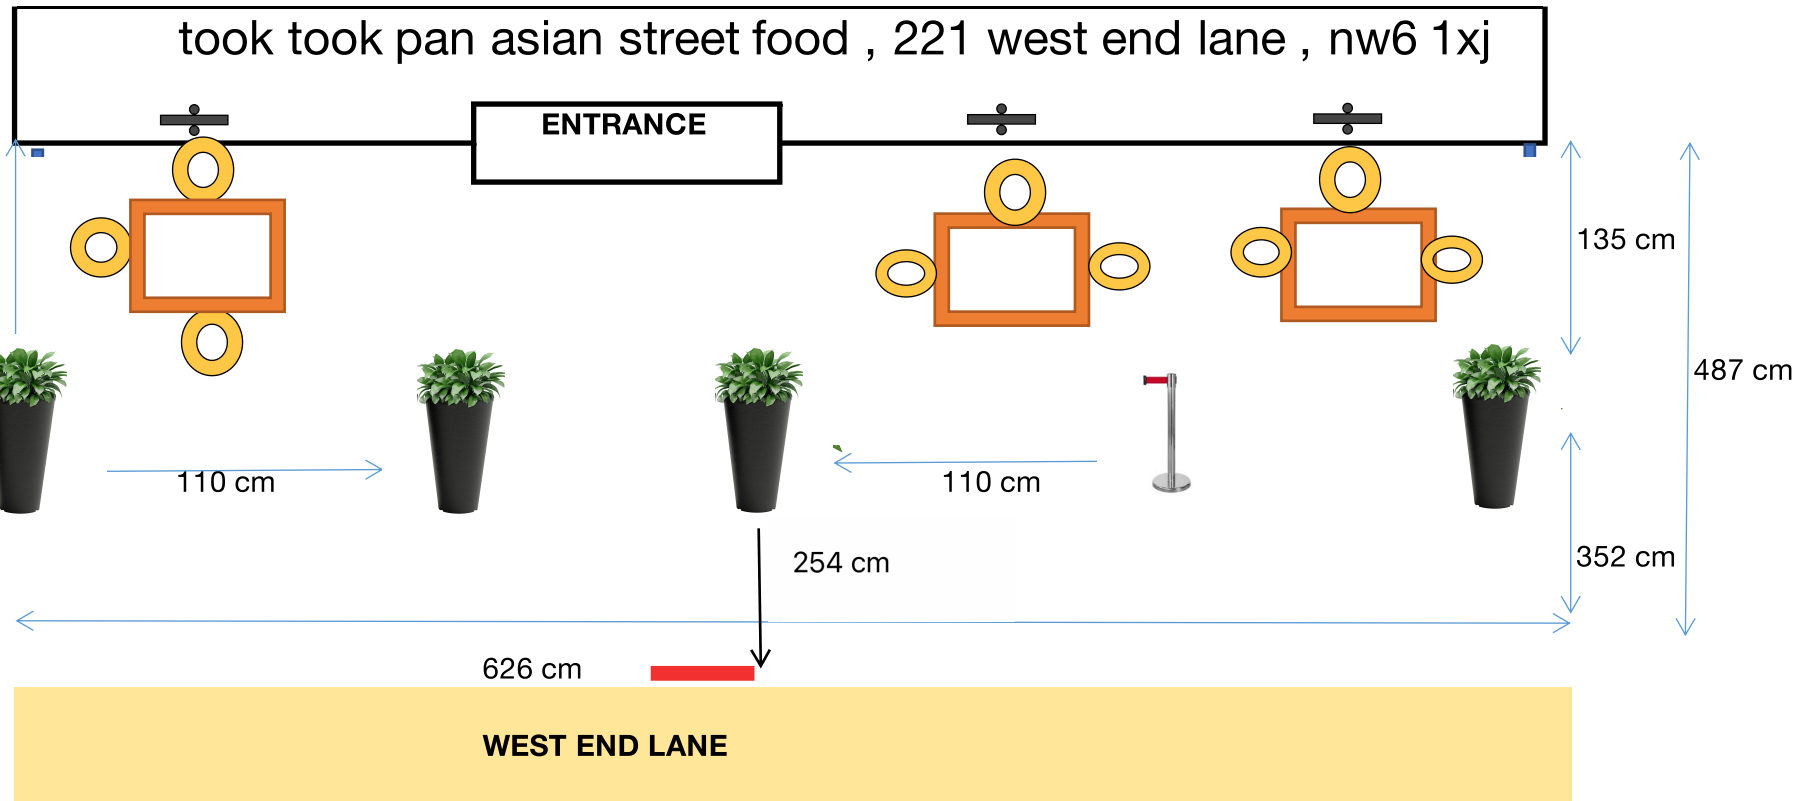 took took pan asian street food , 221 west end lane , nw6 1xj
ENTRANCE
135 cm
487 cm
110 cm
110 cm
254 cm
352 cm
626 cm
WEST END LANE